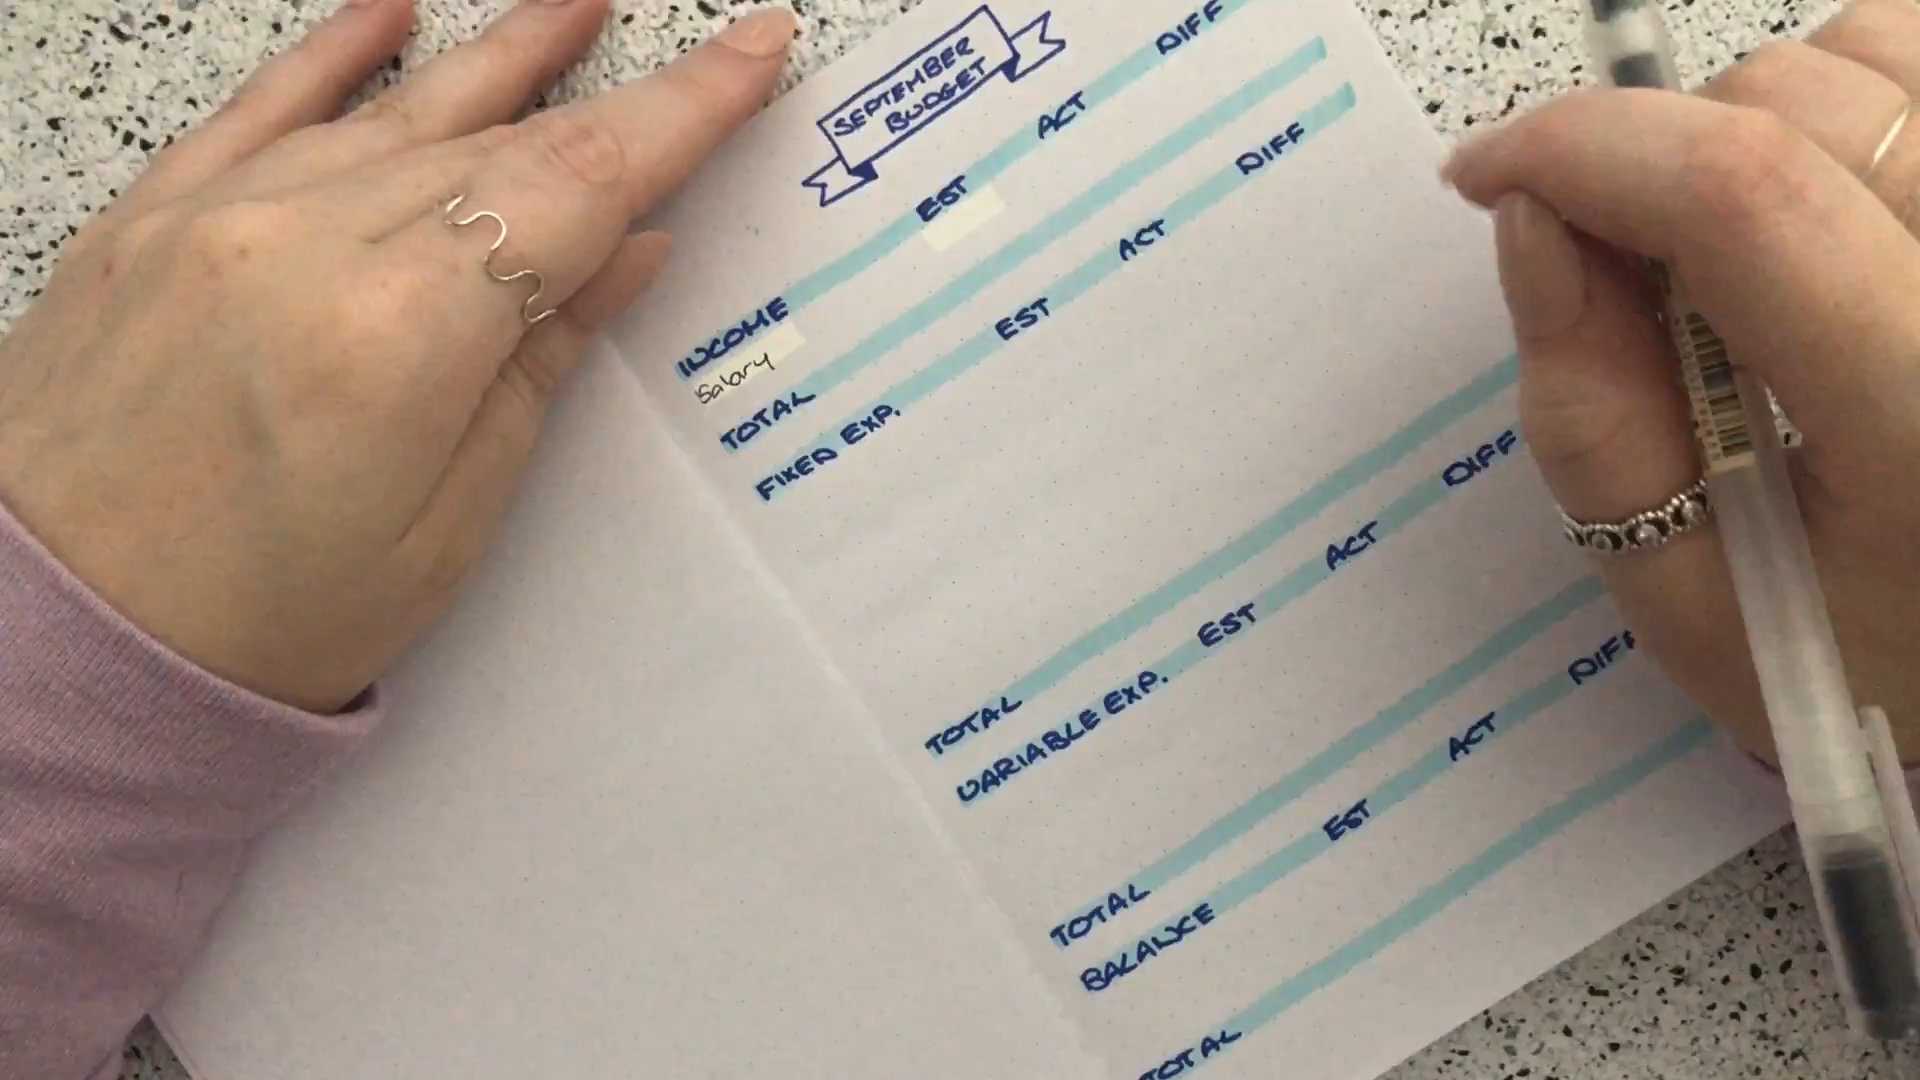 SEPTEMBER
BUDGET
INCOME EST ACT DIFF
Salary
TOTAL
FIXED EXP. EST ACT DIFF
TOTAL
VARIABLE EXP. EST ACT DIFF
TOTAL
BALANCE EST ACT DIFF
TOTAL